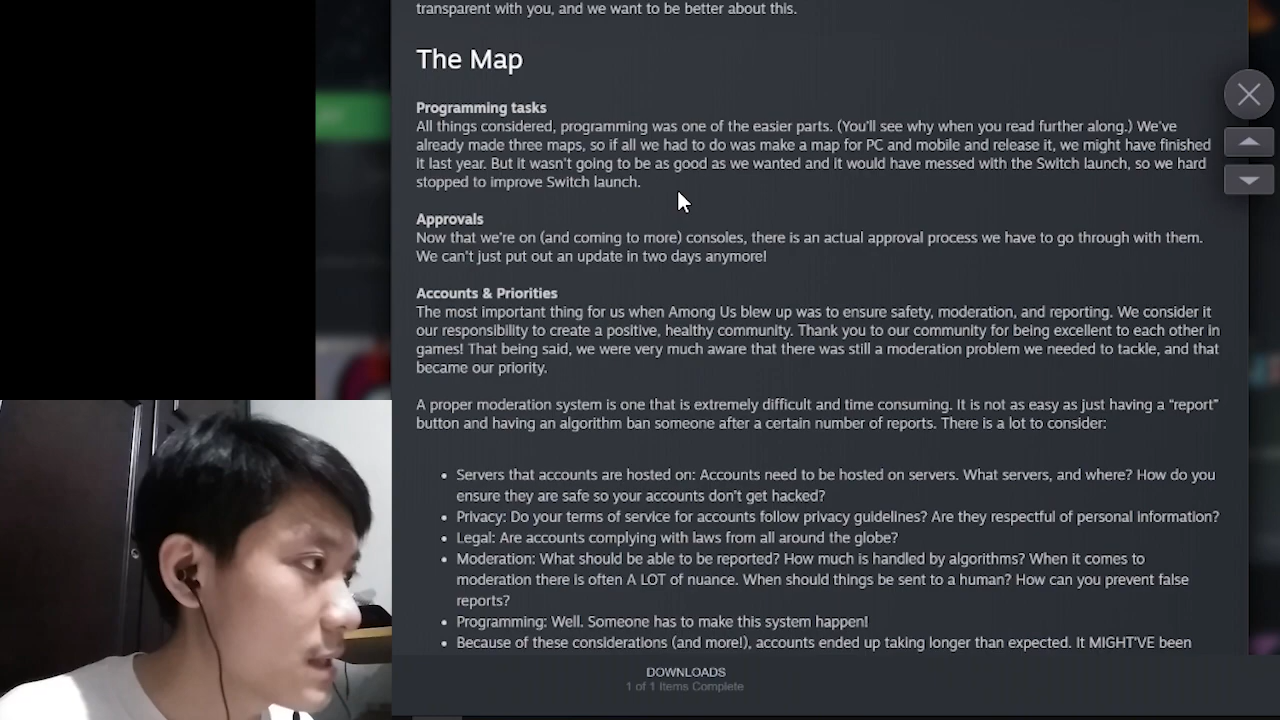 transparent with you, and we want to be better about this.
The Map
Programming tasks
All things considered, programming was one of the easier parts. (You'll see why when you read further along.) We've
already made three maps, so if all we had to do was make a map for PC and mobile and release it, we might have finished
it last year. But it wasn't going to be as good as we wanted and it would have messed with the Switch launch, so we hard
stopped to improve Switch launch.
Approvals
Now that we're on (and coming to more) consoles, there is an actual approval process we have to go through with them.
We can't just put out an update in two days anymore!
Accounts & Priorities
The most important thing for us when Among Us blew up was to ensure safety, moderation, and reporting. We consider it
our responsibility to create a positive, healthy community. Thank you to our community for being excellent to each other in
games! That being said, we were very much aware that there was still a moderation problem we needed to tackle, and that
became our priority.
A proper moderation system is one that is extremely difficult and time consuming. It is not as easy as just having a “report”
button and having an algorithm ban someone after a certain number of reports. There is a lot to consider:
• Servers that accounts are hosted on: Accounts need to be hosted on servers. What servers, and where? How do you
ensure they are safe so your accounts don't get hacked?
• Privacy: Do your terms of service for accounts follow privacy guidelines? Are they respectful of personal information?
• Legal: Are accounts complying with laws from all around the globe?
• Moderation: What should be able to be reported? How much is handled by algorithms? When it comes to
moderation there is often A LOT of nuance. When should things be sent to a human? How can you prevent false
reports?
• Programming: Well. Someone has to make this system happen!
• Because of these considerations (and more!), accounts ended up taking longer than expected. It MIGHT'VE been
DOWNLOADS
1 of 1 Items Complete